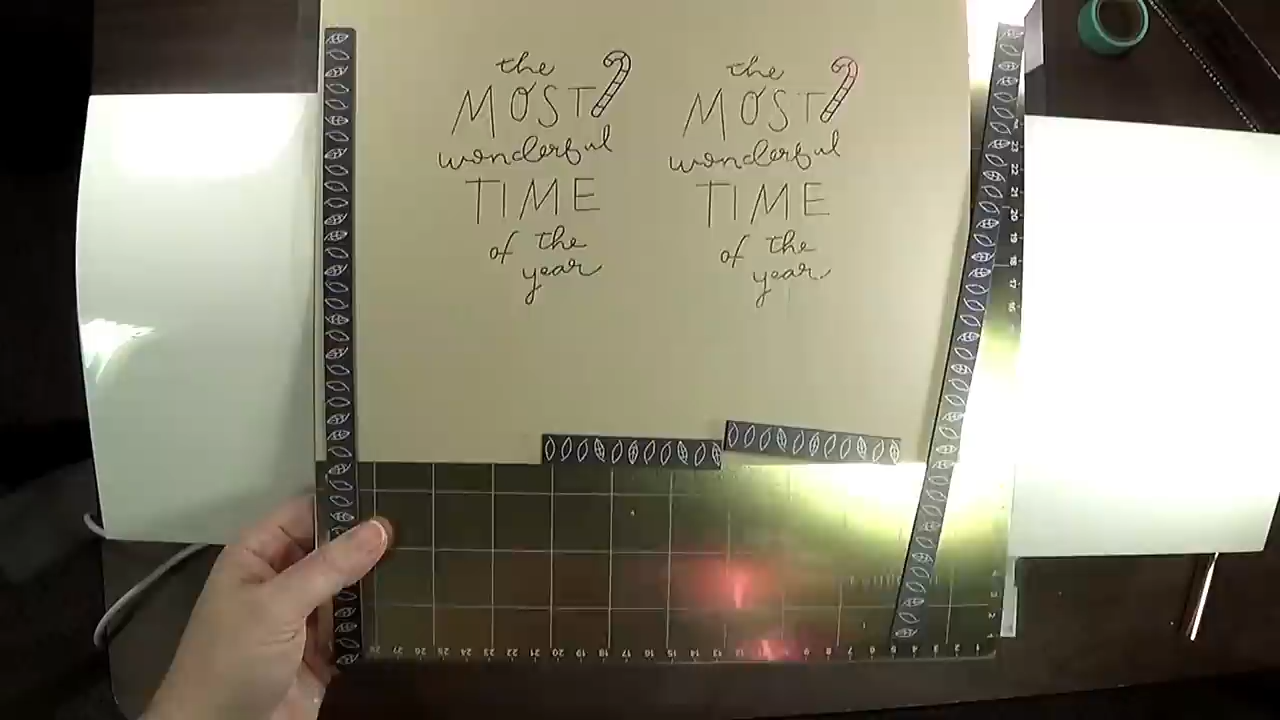 the
MOST
wonderful
TIME
of the
year
the
MOST
wonderful
TIME
of the
year